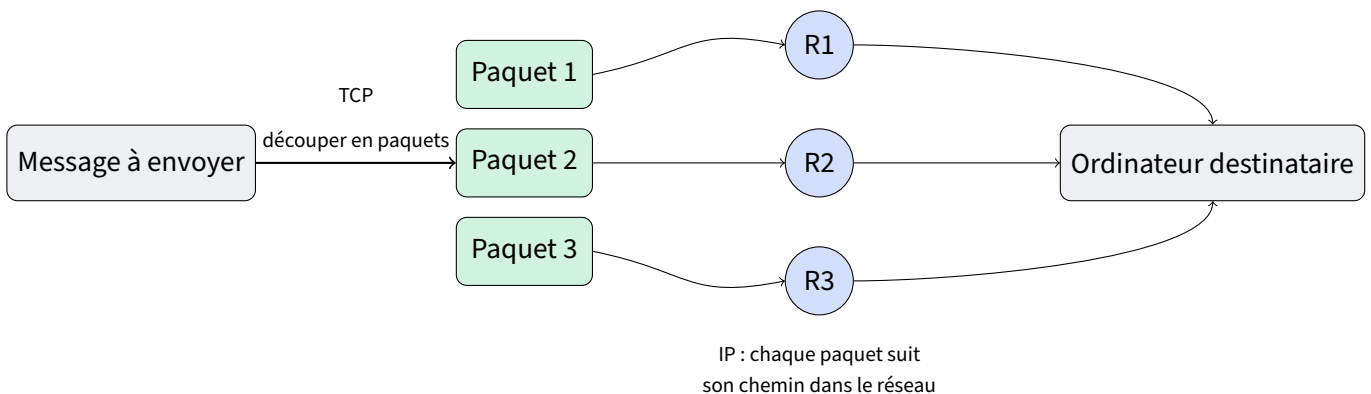 Message à envoyer
TCP
découper en paquets
Paquet 1
Paquet 2
Paquet 3
R1
R2
R3
IP : chaque paquet suit
son chemin dans le réseau
Ordinateur destinataire